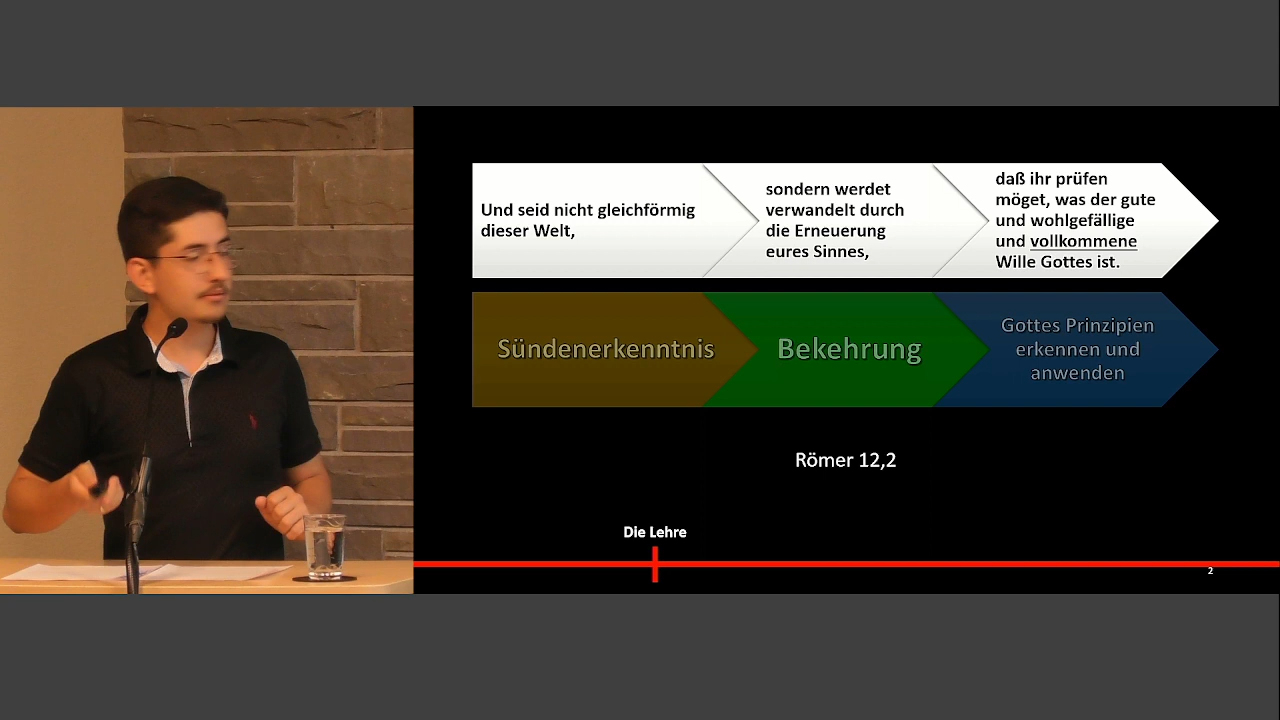 Und seid nicht gleichförmig
dieser Welt,
sondern werdet
verwandelt durch
die Erneuerung
eures Sinnes,
daß ihr prüfen
möget, was der gute
und wohlgefällige
und vollkommene
Wille Gottes ist.
Sündenerkenntnis
Bekehrung
Gottes Prinzipien
erkennen und
anwenden
Römer 12,2
Die Lehre
2